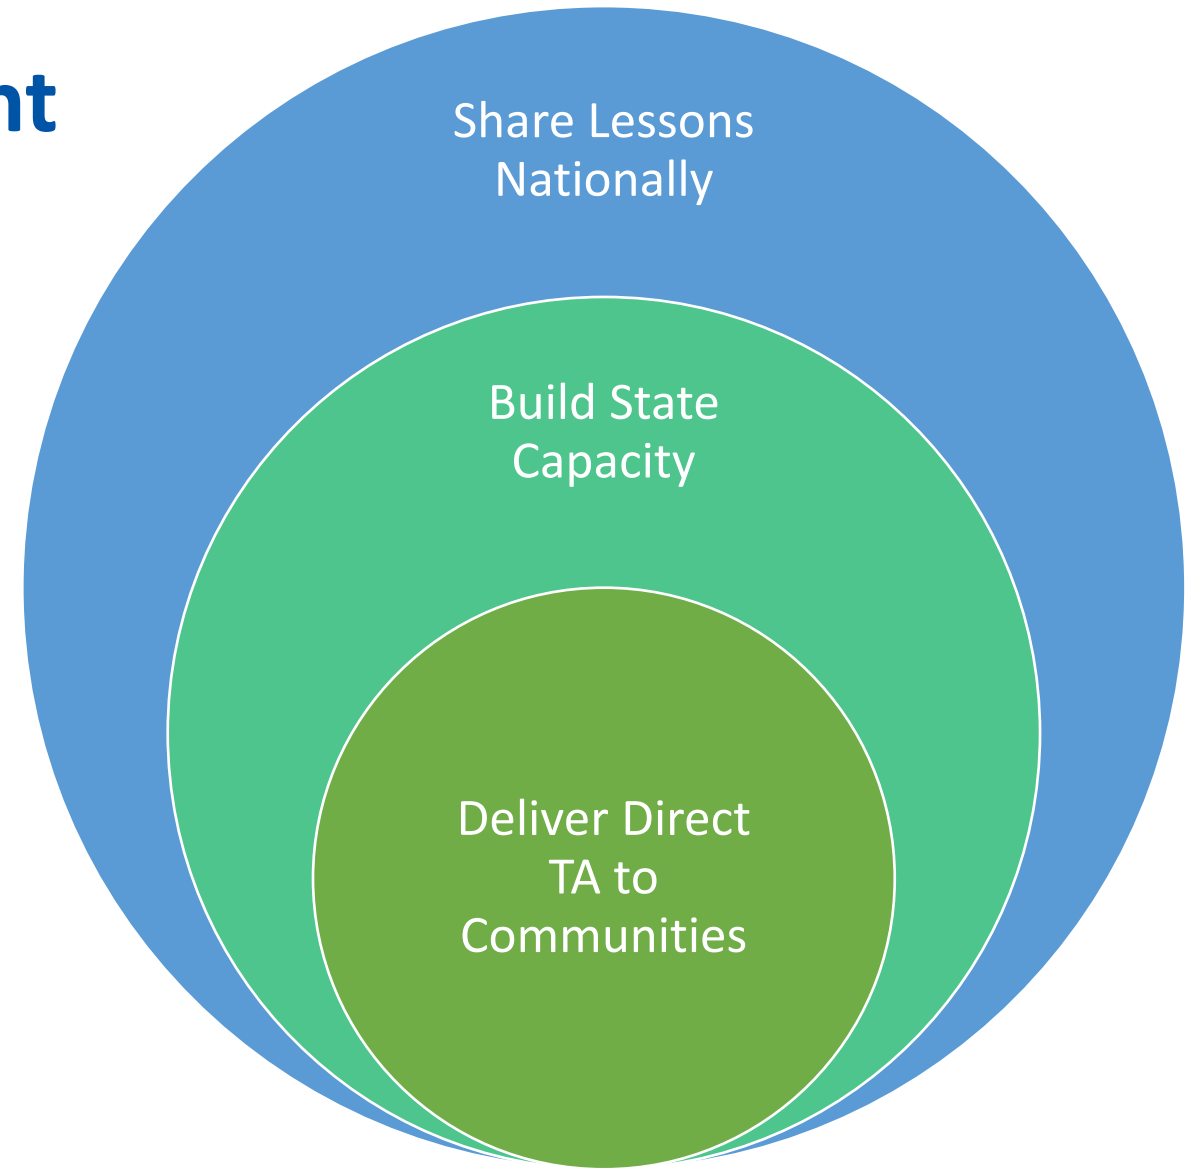 nt
Share Lessons
Nationally
Build State
Capacity
Deliver Direct
TA to
Communities